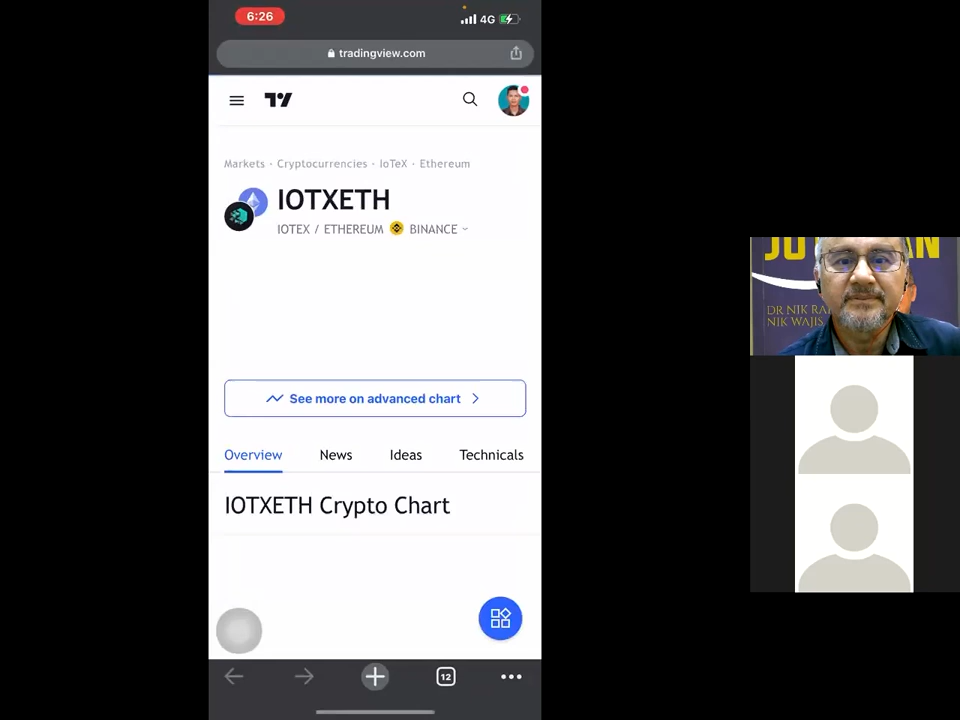 6:26
4G
tradingview.com
Markets · Cryptocurrencies · IoTeX · Ethereum
IOTXETH
IOTEX / ETHEREUM BINANCE
See more on advanced chart
Overview News Ideas Technicals
IOTXETH Crypto Chart
12
DR NIK
NIK WAJIS